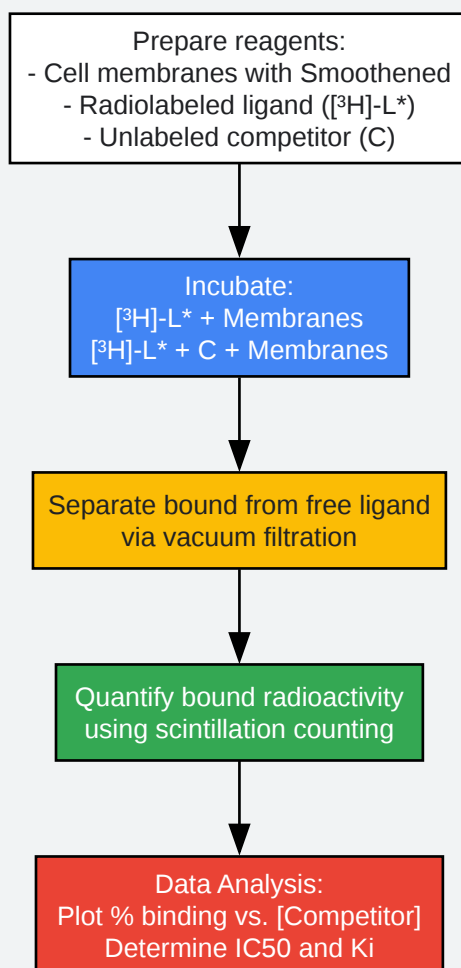 Prepare reagents:
- Cell membranes with Smoothened
- Radiolabeled ligand ([³H]-L*)
- Unlabeled competitor (C)
Incubate:
[³H]-L* + Membranes
[³H]-L* + C + Membranes
Separate bound from free ligand
via vacuum filtration
Quantify bound radioactivity
using scintillation counting
Data Analysis:
Plot % binding vs. [Competitor]
Determine IC50 and Ki